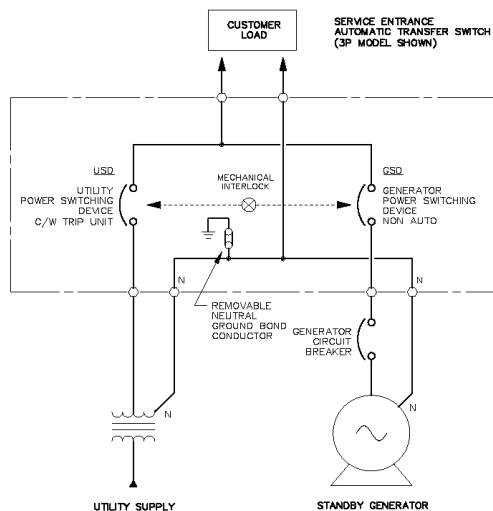 CUSTOMER
LOAD
SERVICE ENTRANCE
AUTOMATIC TRANSFER SWITCH
(3P MODEL SHOWN)
USD
UTILITY
POWER SWITCHING
DEVICE
C/W TRIP UNIT
MECHANICAL
INTERLOCK
GSD
GENERATOR
POWER SWITCHING
DEVICE
NON AUTO
N
N
REMOVABLE
NEUTRAL
GROUND BOND
CONDUCTOR
GENERATOR
CIRCUIT
BREAKER
N
N
UTILITY SUPPLY
STANDBY GENERATOR